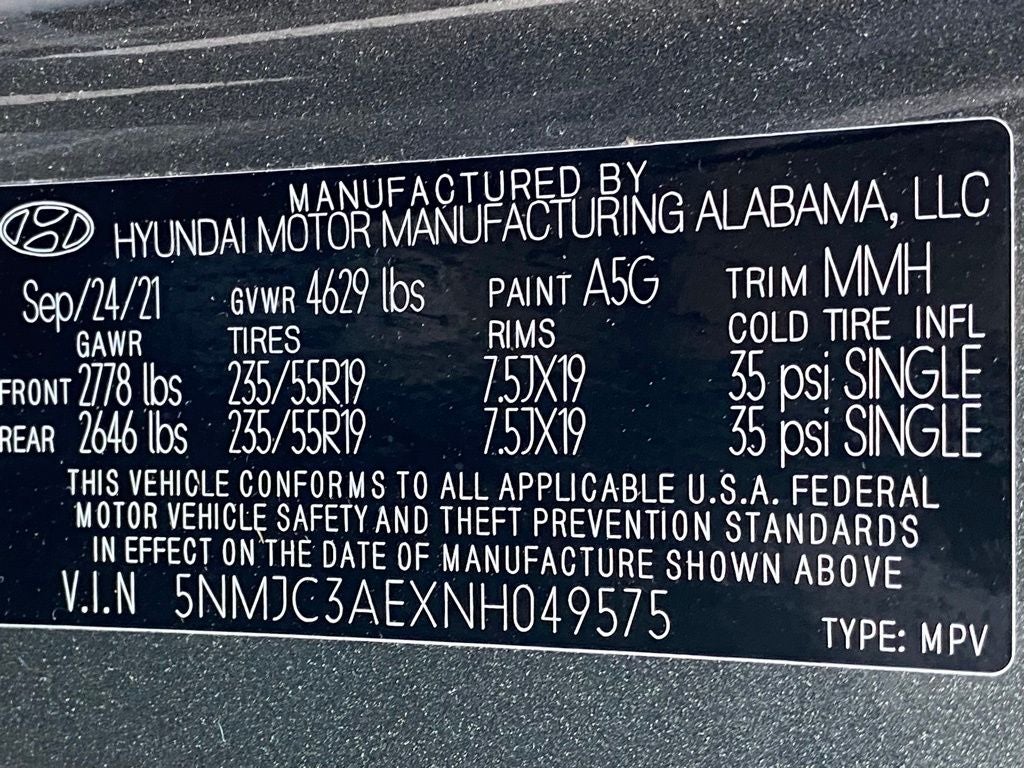 MANUFACTURED BY
HYUNDAI MOTOR MANUFACTURING ALABAMA, LLC
Sep/24/21 GVWR 4629 lbs PAINT A5G TRIM MMH
GAWR TIRES RIMS COLD TIRE INFL
FRONT 2778 lbs 235/55R19 7.5JX19 35 psi SINGLE
REAR 2646 lbs 235/55R19 7.5JX19 35 psi SINGLE
THIS VEHICLE CONFORMS TO ALL APPLICABLE U.S.A. FEDERAL
MOTOR VEHICLE SAFETY AND THEFT PREVENTION STANDARDS
IN EFFECT ON THE DATE OF MANUFACTURE SHOWN ABOVE
V.I.N 5NMJC3AEXNH049575
TYPE: MPV